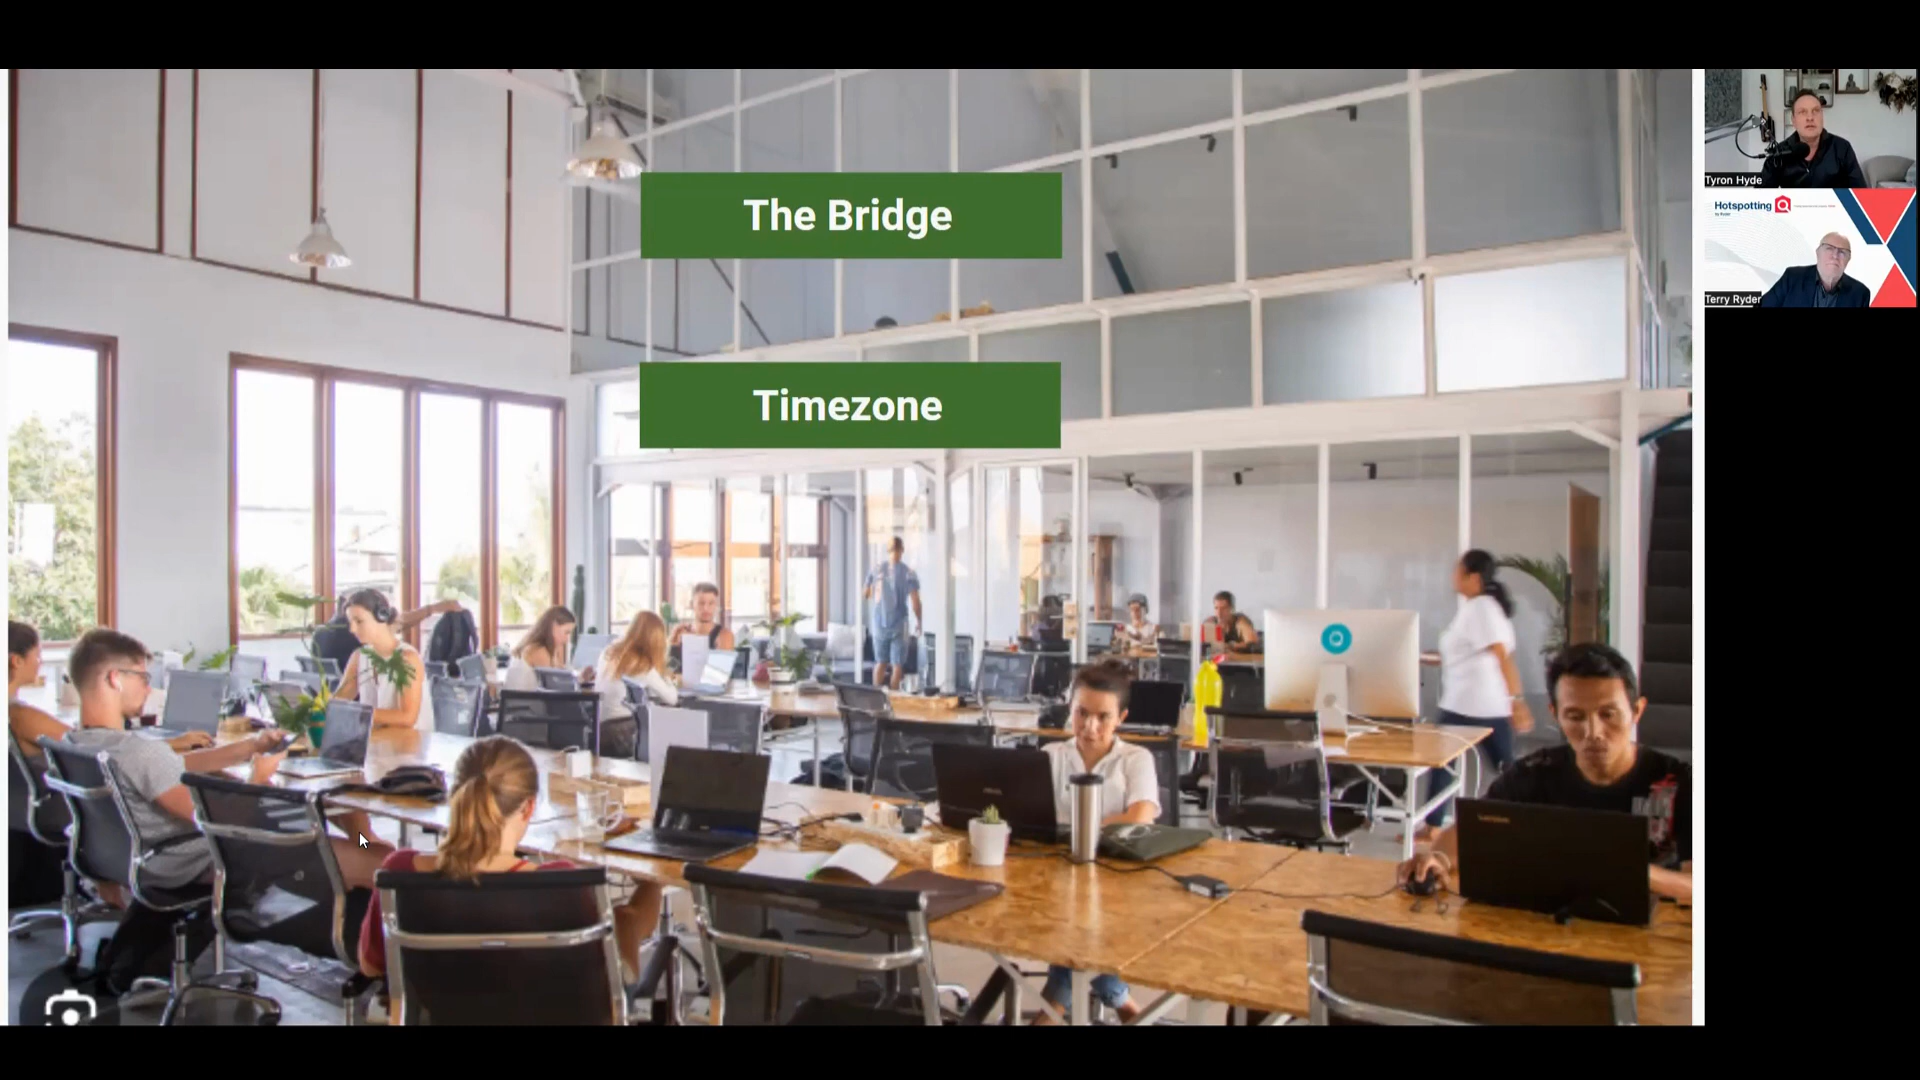 The Bridge
Timezone
Tyron Hyde
Hotspotting
Terry Ryder